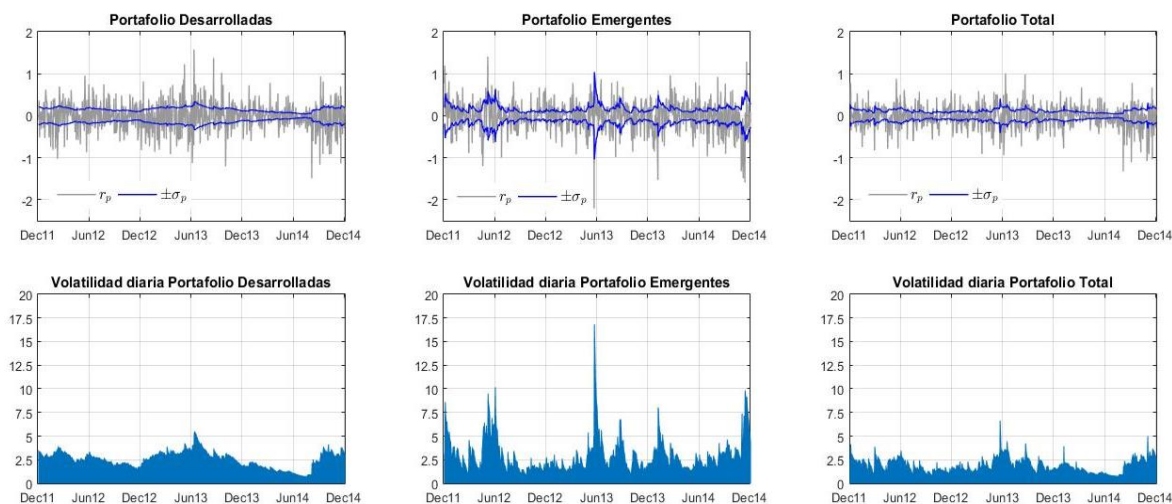 Portafolio Desarrolladas
2
1
0
-1
-2
r_p ±σ_p
Dec11 Jun12 Dec12 Jun13 Dec13 Jun14 Dec14
Portafolio Emergentes
2
1
0
-1
-2
r_p ±σ_p
Dec11 Jun12 Dec12 Jun13 Dec13 Jun14 Dec14
Portafolio Total
2
1
0
-1
-2
r_p ±σ_p
Dec11 Jun12 Dec12 Jun13 Dec13 Jun14 Dec14
Volatilidad diaria Portafolio Desarrolladas
20
17.5
15
12.5
10
7.5
5
2.5
0
Dec11 Jun12 Dec12 Jun13 Dec13 Jun14 Dec14
Volatilidad diaria Portafolio Emergentes
20
17.5
15
12.5
10
7.5
5
2.5
0
Dec11 Jun12 Dec12 Jun13 Dec13 Jun14 Dec14
Volatilidad diaria Portafolio Total
20
17.5
15
12.5
10
7.5
5
2.5
0
Dec11 Jun12 Dec12 Jun13 Dec13 Jun14 Dec14